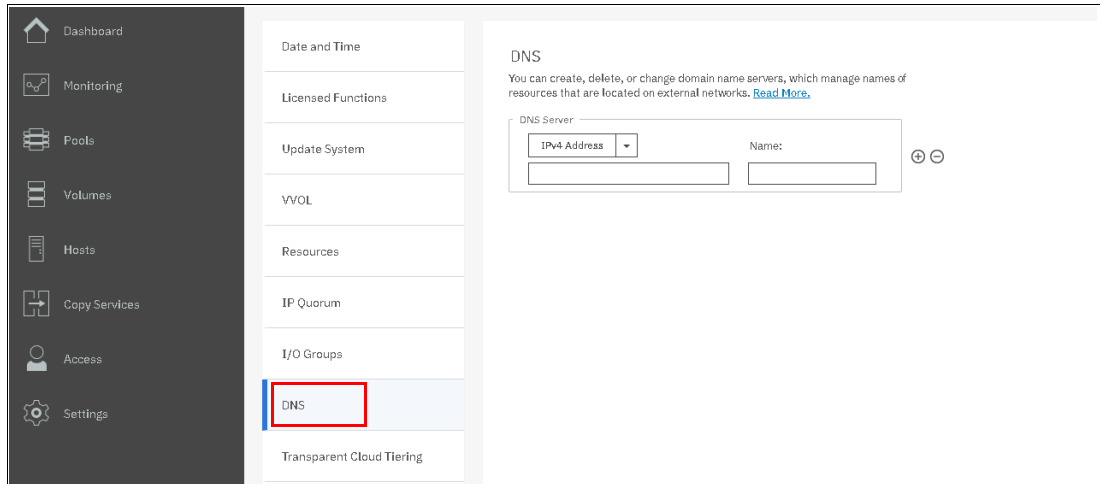 Dashboard
Monitoring
Pools
Volumes
Hosts
Copy Services
Access
Settings
Date and Time
Licensed Functions
Update System
VVOL
Resources
IP Quorum
I/O Groups
DNS
Transparent Cloud Tiering
DNS
You can create, delete, or change domain name servers, which manage names of
resources that are located on external networks. Read More.
DNS Server
IPv4 Address
Name: